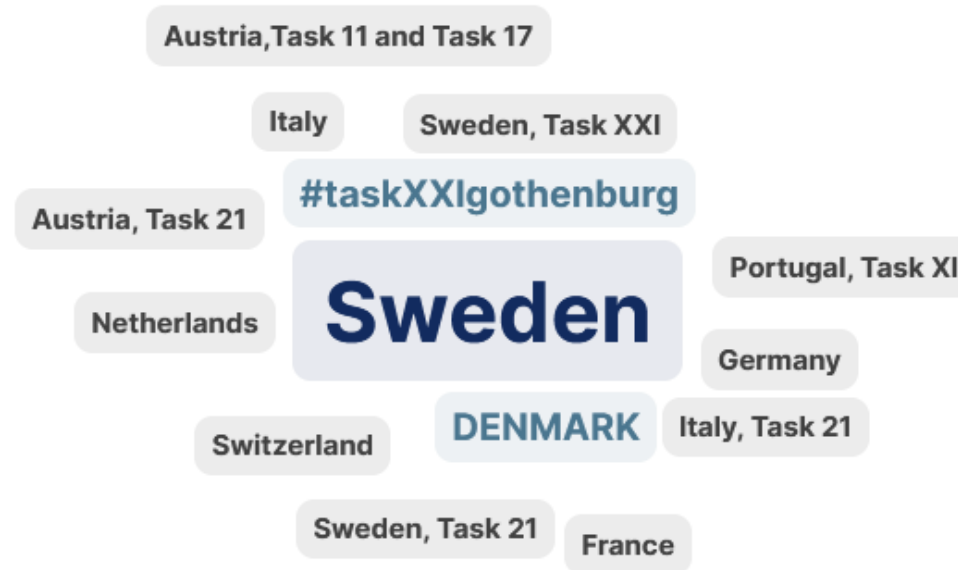 Austria,Task 11 and Task 17
Italy
Sweden, Task XXI
#taskXXIgothenburg
Austria, Task 21
Sweden
Portugal, Task XI
Netherlands
Germany
DENMARK
Italy, Task 21
Switzerland
Sweden, Task 21
France